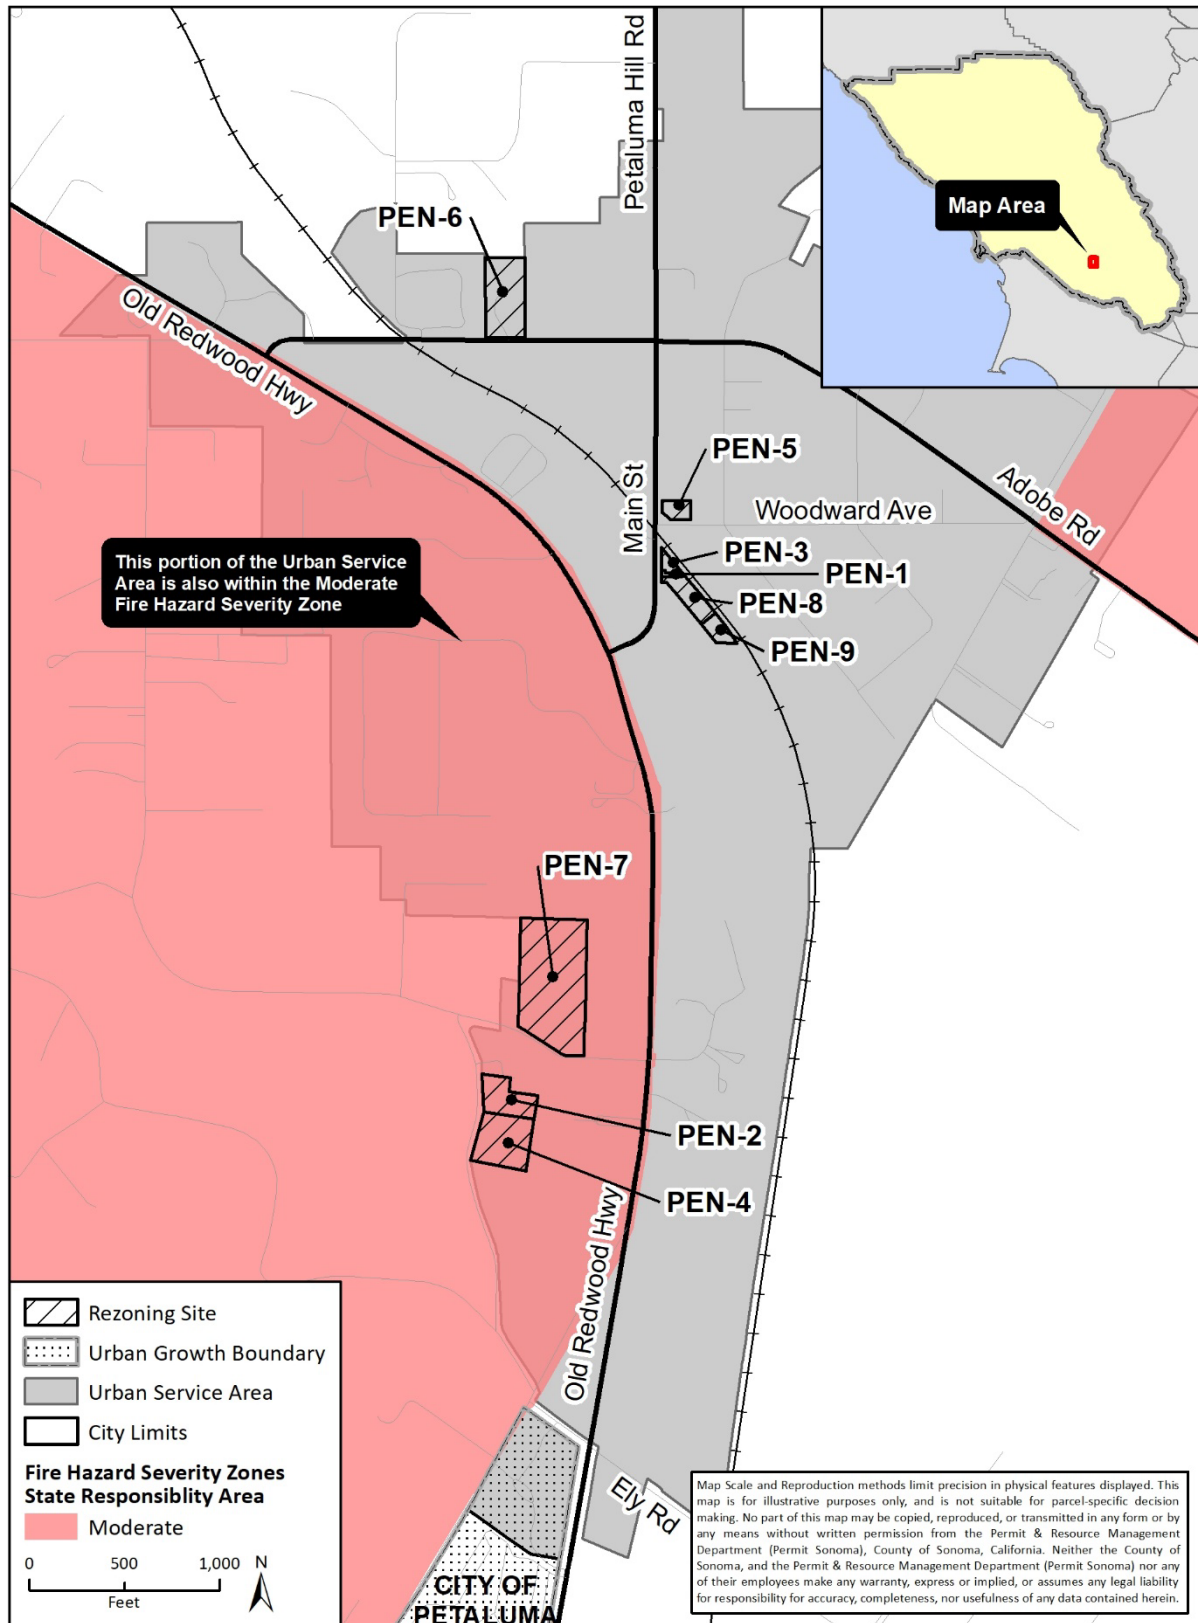 Petaluma Hill Rd
Map Area
PEN-6
Old Redwood Hwy
PEN-5
Main St
Woodward Ave
Adobe Rd
PEN-3
PEN-1
PEN-8
PEN-9
This portion of the Urban Service
Area is also within the Moderate
Fire Hazard Severity Zone
PEN-7
PEN-2
PEN-4
Old Redwood Hwy
Ely Rd
Rezoning Site
Urban Growth Boundary
Urban Service Area
City Limits
Fire Hazard Severity Zones
State Responsiblity Area
Moderate
0 500 1,000
Feet
N
CITY OF
PETALUMA
Map Scale and Reproduction methods limit precision in physical features displayed. This
map is for illustrative purposes only, and is not suitable for parcel-specific decision
making. No part of this map may be copied, reproduced, or transmitted in any form or by
any means without written permission from the Permit & Resource Management
Department (Permit Sonoma), County of Sonoma, California. Neither the County of
Sonoma, and the Permit & Resource Management Department (Permit Sonoma) nor any
of their employees make any warranty, express or implied, or assumes any legal liability
for responsibility for accuracy, completeness, nor usefulness of any data contained herein.